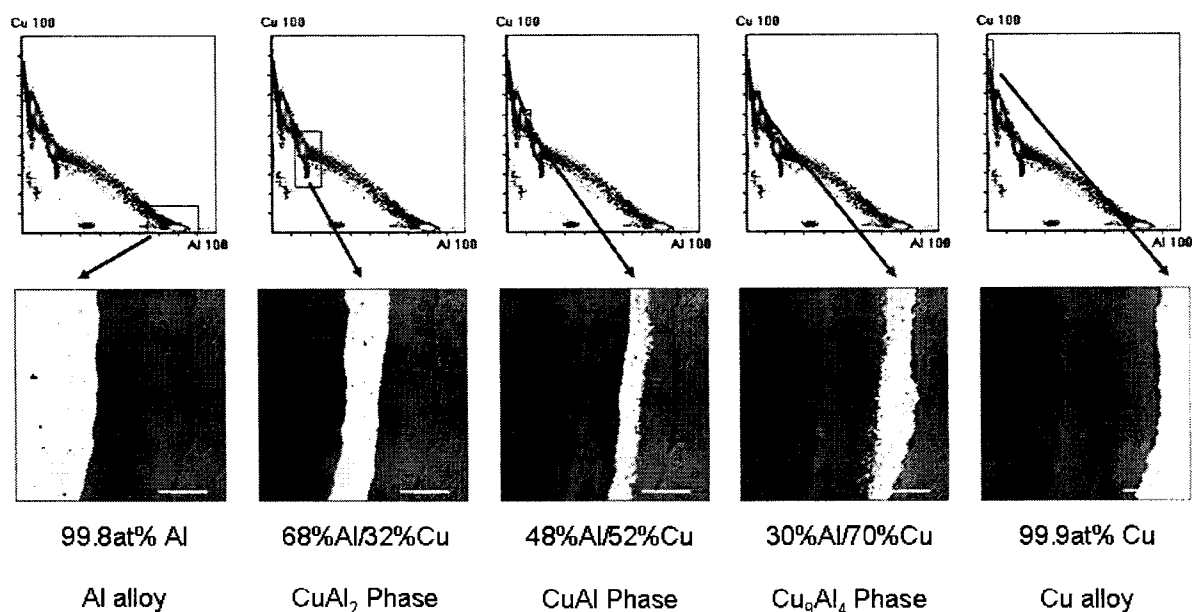 Cu 100 Cu 100 Cu 100 Cu 100 Cu 100
Al 100 Al 100 Al 100 Al 100 Al 100
99.8at% Al 68%Al/32%Cu 48%Al/52%Cu 30%Al/70%Cu 99.9at% Cu
Al alloy CuAl₂ Phase CuAl Phase Cu₉Al₄ Phase Cu alloy